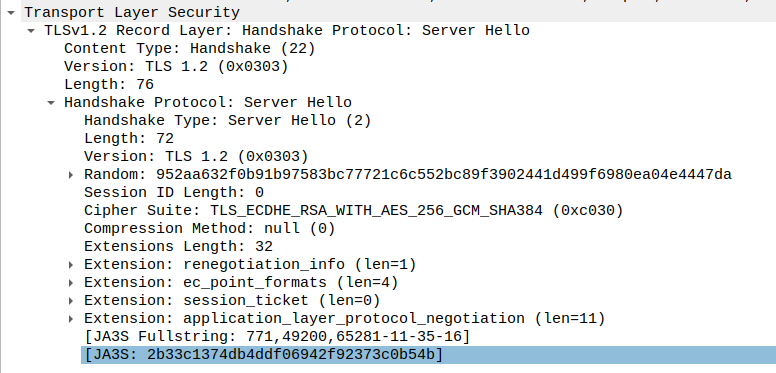 Transport Layer Security
TLSv1.2 Record Layer: Handshake Protocol: Server Hello
Content Type: Handshake (22)
Version: TLS 1.2 (0x0303)
Length: 76
Handshake Protocol: Server Hello
Handshake Type: Server Hello (2)
Length: 72
Version: TLS 1.2 (0x0303)
Random: 952aa632f0b91b97583bc77721c6c552bc89f3902441d499f6980ea04e4447da
Session ID Length: 0
Cipher Suite: TLS_ECDHE_RSA_WITH_AES_256_GCM_SHA384 (0xc030)
Compression Method: null (0)
Extensions Length: 32
Extension: renegotiation_info (len=1)
Extension: ec_point_formats (len=4)
Extension: session_ticket (len=0)
Extension: application_layer_protocol_negotiation (len=11)
[JA3S Fullstring: 771,49200,65281-11-35-16]
[JA3S: 2b33c1374db4ddf06942f92373c0b54b]